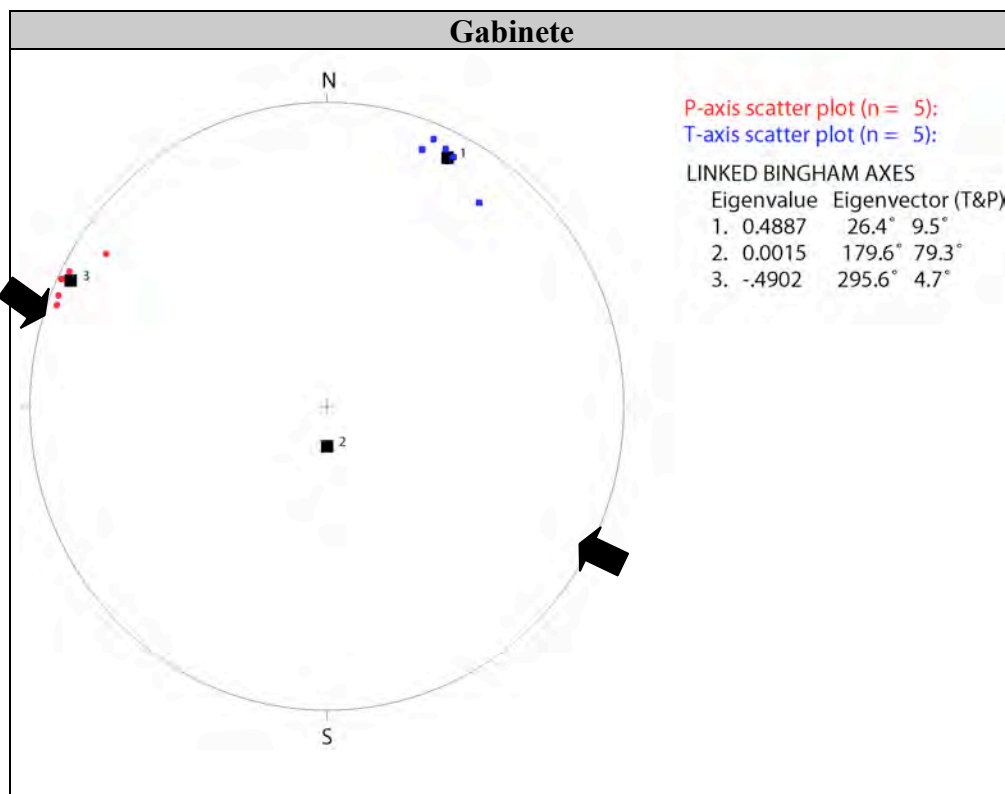 Gabinete
N
P-axis scatter plot (n = 5):
T-axis scatter plot (n = 5):
LINKED BINGHAM AXES
Eigenvalue Eigenvector (T&P)
1. 0.4887 26.4° 9.5°
2. 0.0015 179.6° 79.3°
3. -.4902 295.6° 4.7°
1
3
2
S